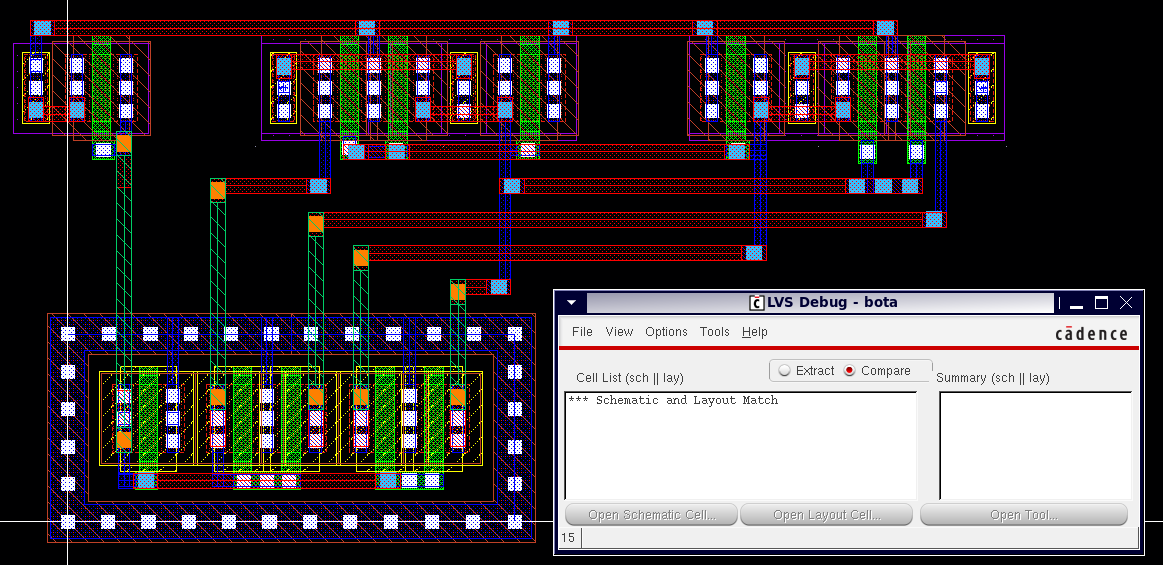 LVS Debug - bota
File View Options Tools Help
cādence
Extract Compare
Cell List (sch || lay)
Summary (sch || lay)
*** Schematic and Layout Match
Open Schematic Cell...
Open Layout Cell...
Open Tool...
15